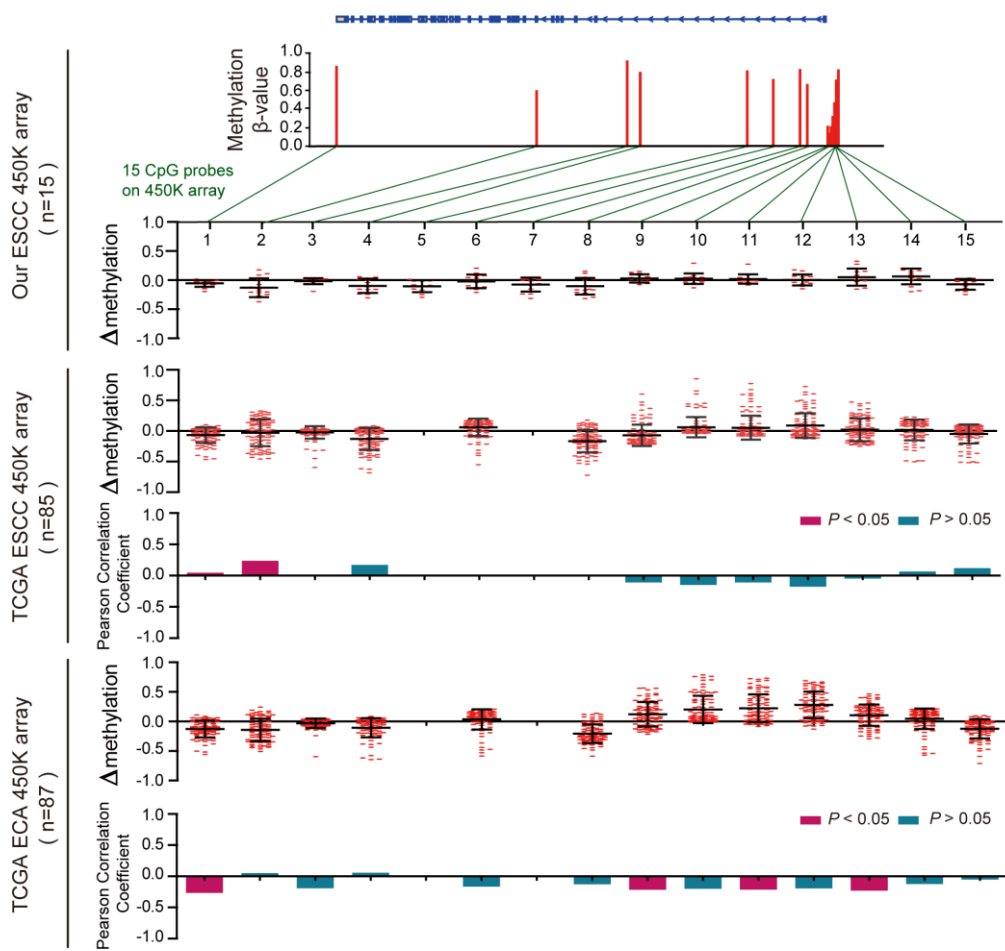 Our ESCC 450K array
( n=15)
Methylation
β-value
1.0
0.8
0.6
0.4
0.2
0.0
15 CpG probes
on 450K array
Δmethylation
1.0
0.5
0.0
-0.5
-1.0
1 2 3 4 5 6 7 8 9 10 11 12 13 14 15
TCGA ESCC 450K array
( n=85)
Δmethylation
1.0
0.5
0.0
-0.5
-1.0
Pearson Correlation
Coefficient
1.0
0.5
0.0
-0.5
-1.0
P < 0.05 P > 0.05
TCGA ECA 450K array
( n=87)
Δmethylation
1.0
0.5
0.0
-0.5
-1.0
Pearson Correlation
Coefficient
1.0
0.5
0.0
-0.5
-1.0
P < 0.05 P > 0.05